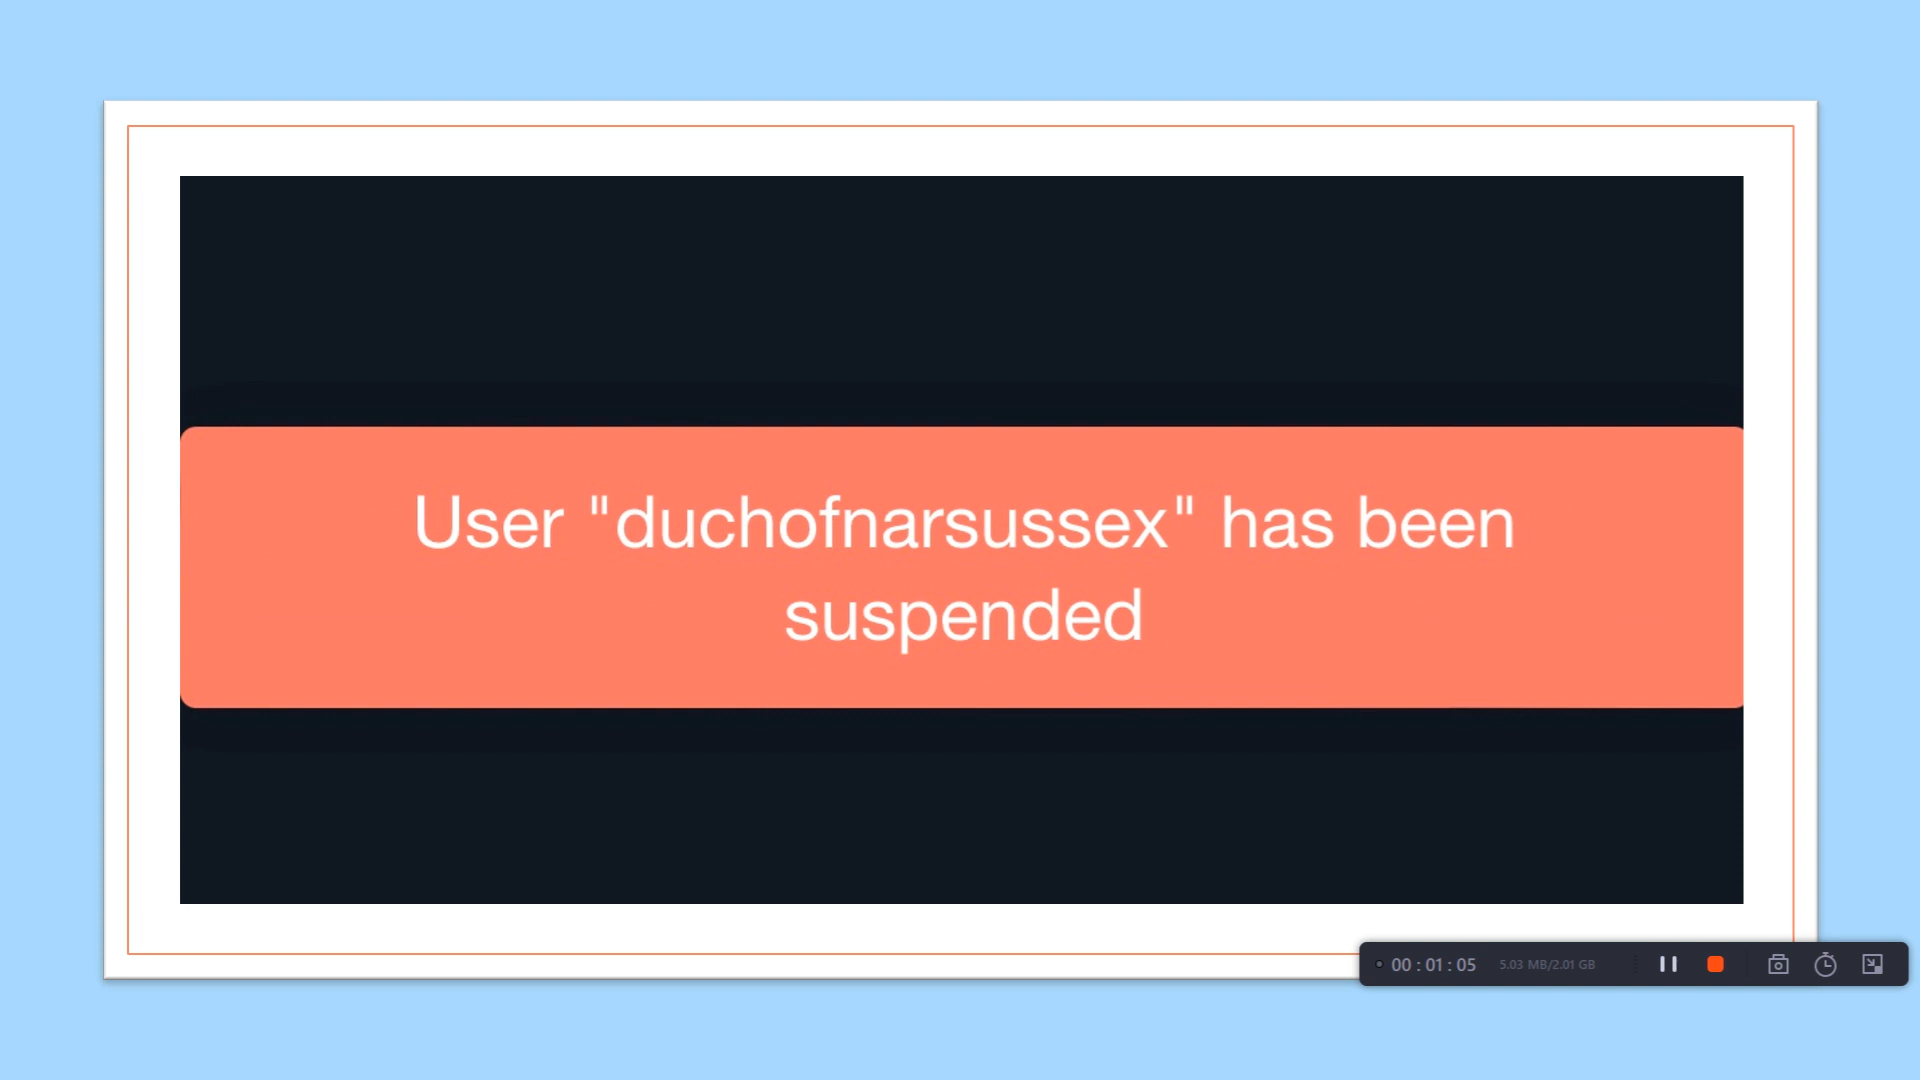 User "duchofnarsussex" has been
suspended
00 : 01 : 05 5.03 MB/2.01 GB